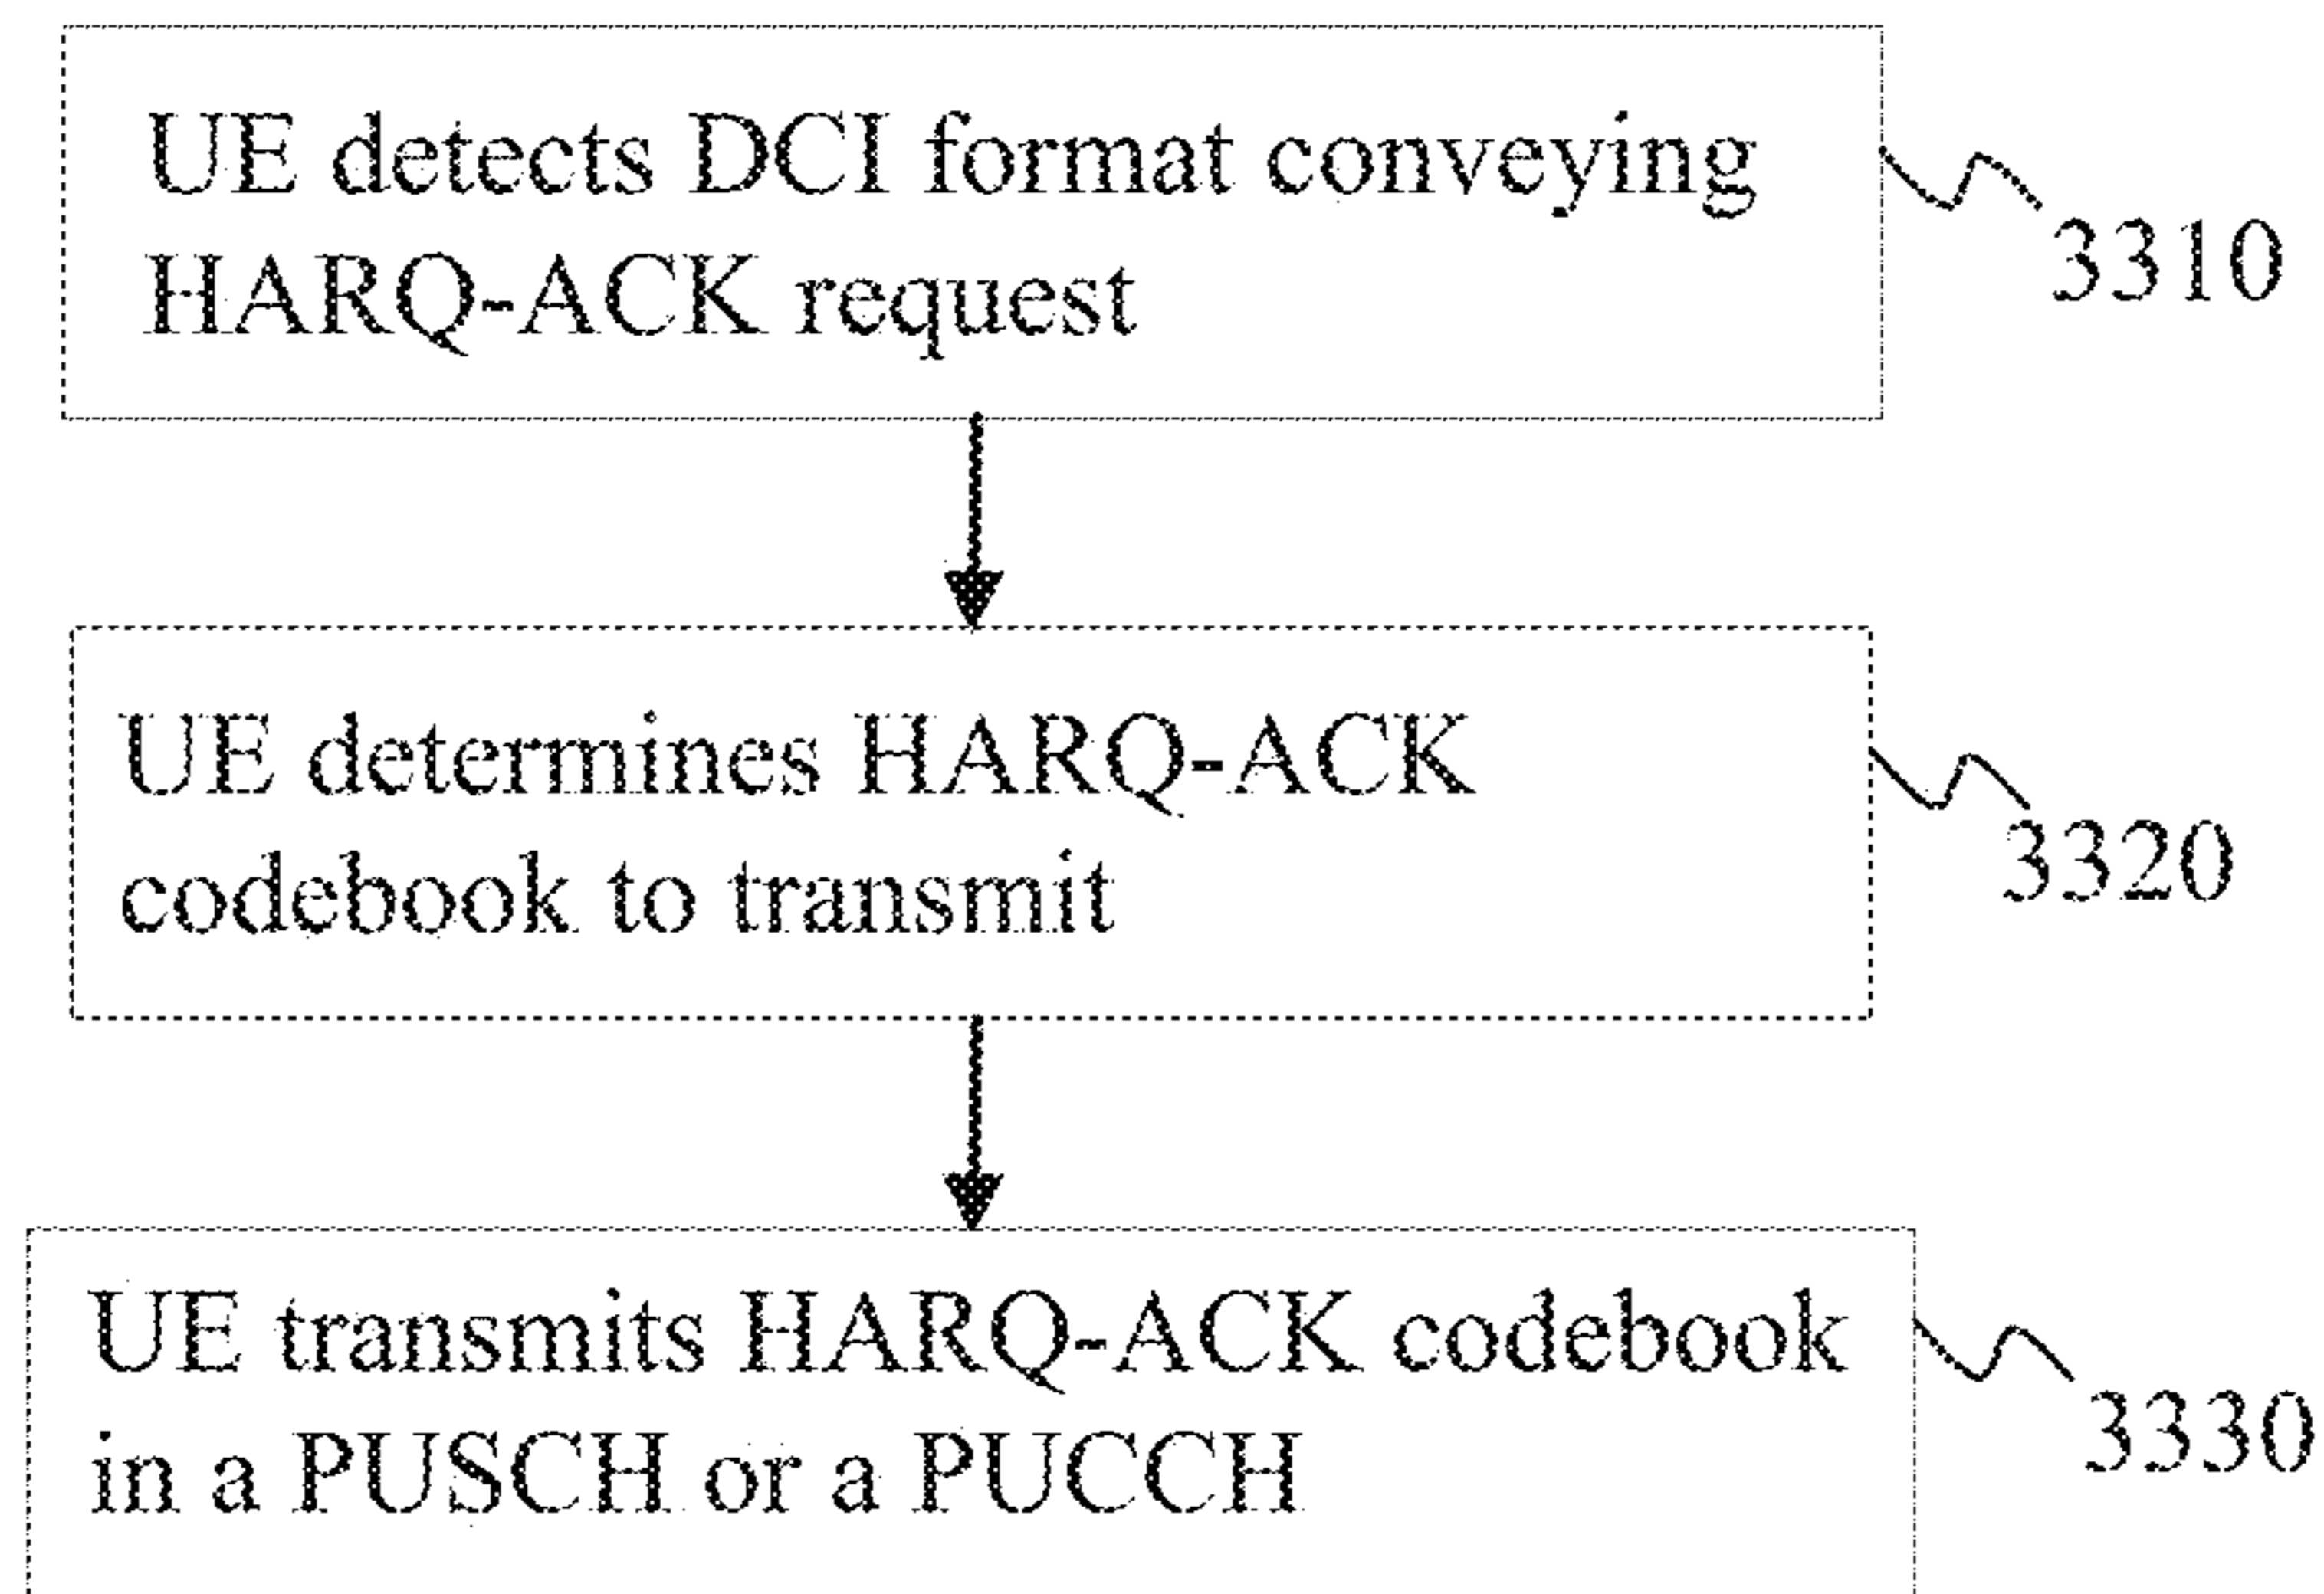 UE detects DCI format conveying
HARQ-ACK request
3310
UE determines HARQ-ACK
codebook to transmit
3320
UE transmits HARQ-ACK codebook
in a PUSCH or a PUCCH
3330